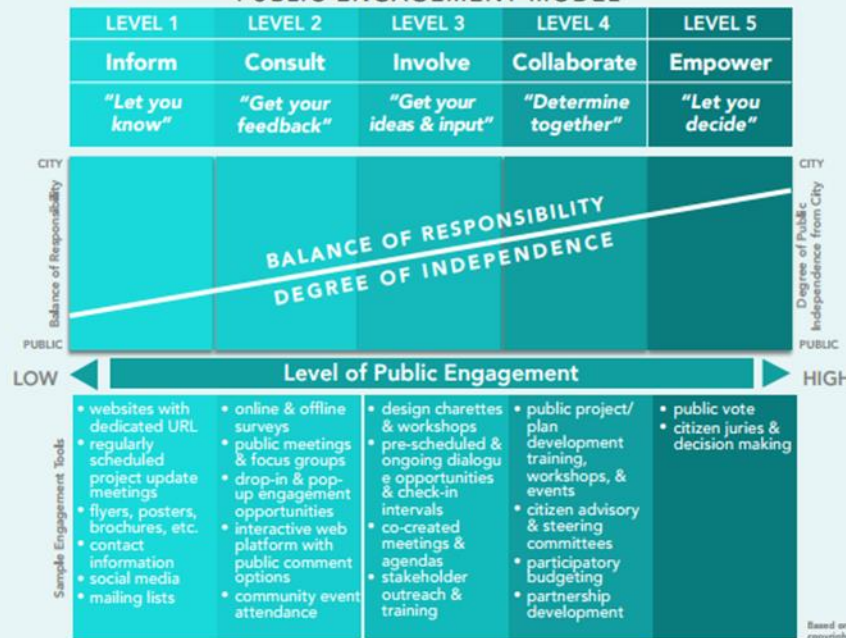 PUBLIC ENGAGEMENT MODEL
LEVEL 1
LEVEL 2
LEVEL 3
LEVEL 4
LEVEL 5
Inform
Consult
Involve
Collaborate
Empower
"Let you
know"
"Get your
feedback"
"Get your
ideas & input"
"Determine
together"
"Let you
decide"
CITY
Balance of Responsibility
PUBLIC
BALANCE OF RESPONSIBILITY
DEGREE OF INDEPENDENCE
CITY
Degree of Public
Independence from City
PUBLIC
LOW
Level of Public Engagement
HIGH
Sample Engagement Tools
• websites with
dedicated URL
• regularly
scheduled
project update
meetings
• flyers, posters,
brochures, etc.
• contact
information
• social media
• mailing lists
• online & offline
surveys
• public meetings
& focus groups
• drop-in & pop-
up engagement
opportunities
• interactive web
platform with
public comment
options
• community event
attendance
• design charettes
& workshops
• pre-scheduled &
ongoing dialogu
e opportunities
& check-in
intervals
• co-created
meetings &
agendas
• stakeholder
outreach &
training
• public project/
plan
development
training,
workshops, &
events
• citizen advisory
& steering
committees
• participatory
budgeting
• partnership
development
• public vote
• citizen juries &
decision making
Based on